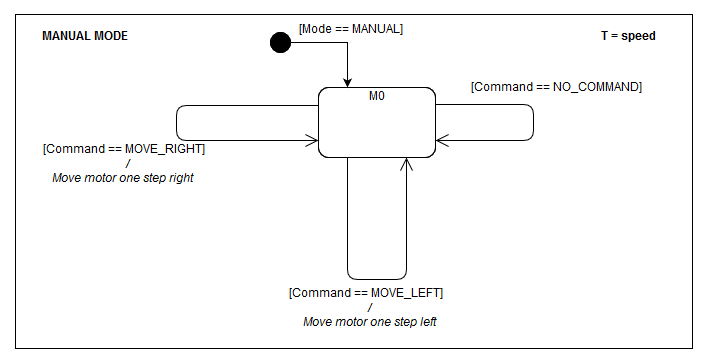 MANUAL MODE
[Mode == MANUAL]
T = speed
[Command == NO_COMMAND]
M0
[Command == MOVE_RIGHT]
/
Move motor one step right
[Command == MOVE_LEFT]
/
Move motor one step left